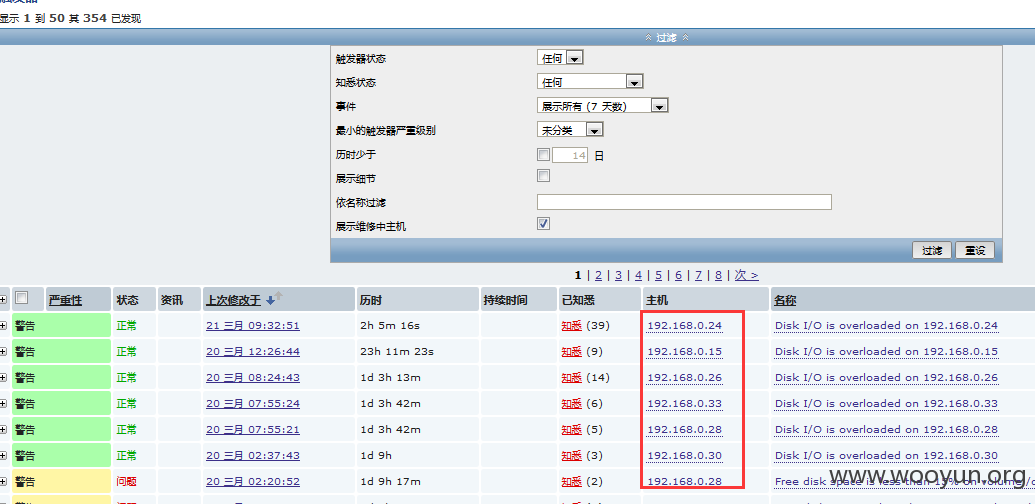 显示 1 到 50 其 354 已发现
过滤
触发器状态 任何
知悉状态 任何
事件 展示所有 (7 天数)
最小的触发器严重级别 未分类
历时少于 14 日
展示细节
依名称过滤
展示维修中主机
过滤 重设
1 | 2 | 3 | 4 | 5 | 6 | 7 | 8 | 次 >
严重性 状态 资讯 上次修改于 历时 持续时间 已知悉 主机 名称
警告 正常 21 三月 09:32:51 2h 5m 16s 知悉 (39) 192.168.0.24 Disk I/O is overloaded on 192.168.0.24
警告 正常 20 三月 12:26:44 23h 11m 23s 知悉 (9) 192.168.0.15 Disk I/O is overloaded on 192.168.0.15
警告 正常 20 三月 08:24:43 1d 3h 13m 知悉 (14) 192.168.0.26 Disk I/O is overloaded on 192.168.0.26
警告 正常 20 三月 07:55:24 1d 3h 42m 知悉 (6) 192.168.0.33 Disk I/O is overloaded on 192.168.0.33
警告 正常 20 三月 07:55:21 1d 3h 42m 知悉 (5) 192.168.0.28 Disk I/O is overloaded on 192.168.0.28
警告 正常 20 三月 02:37:43 1d 9h 知悉 (3) 192.168.0.30 Disk I/O is overloaded on 192.168.0.30
警告 问题 20 三月 02:20:52 1d 9h 17m 知悉 (2) 192.168.0.28 Free disk space is less than 15% on volume
www.wooyun.org